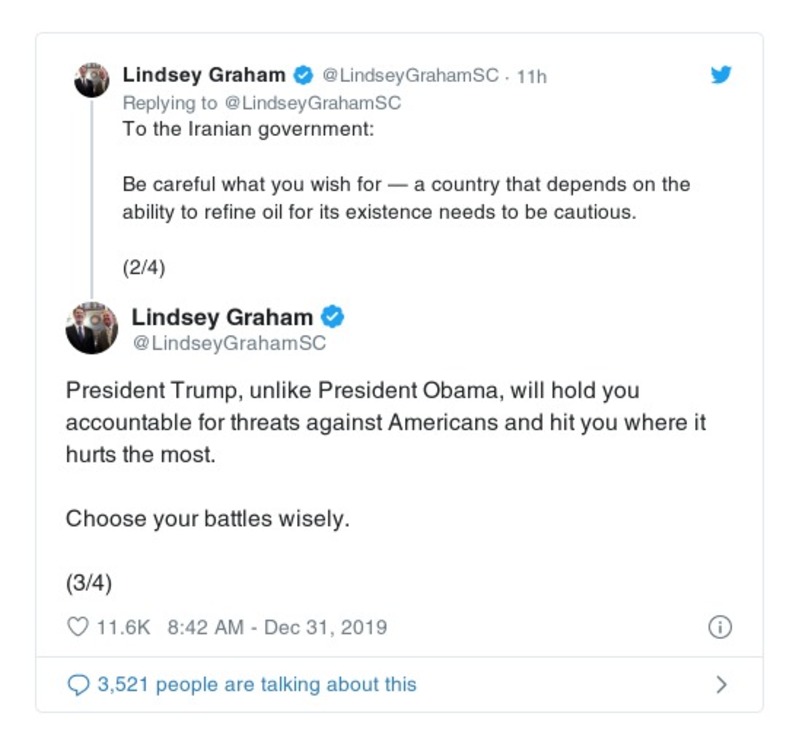 Lindsey Graham @LindseyGrahamSC · 11h
Replying to @LindseyGrahamSC
To the Iranian government:
Be careful what you wish for — a country that depends on the
ability to refine oil for its existence needs to be cautious.
(2/4)
Lindsey Graham
@LindseyGrahamSC
President Trump, unlike President Obama, will hold you
accountable for threats against Americans and hit you where it
hurts the most.
Choose your battles wisely.
(3/4)
11.6K 8:42 AM - Dec 31, 2019
3,521 people are talking about this